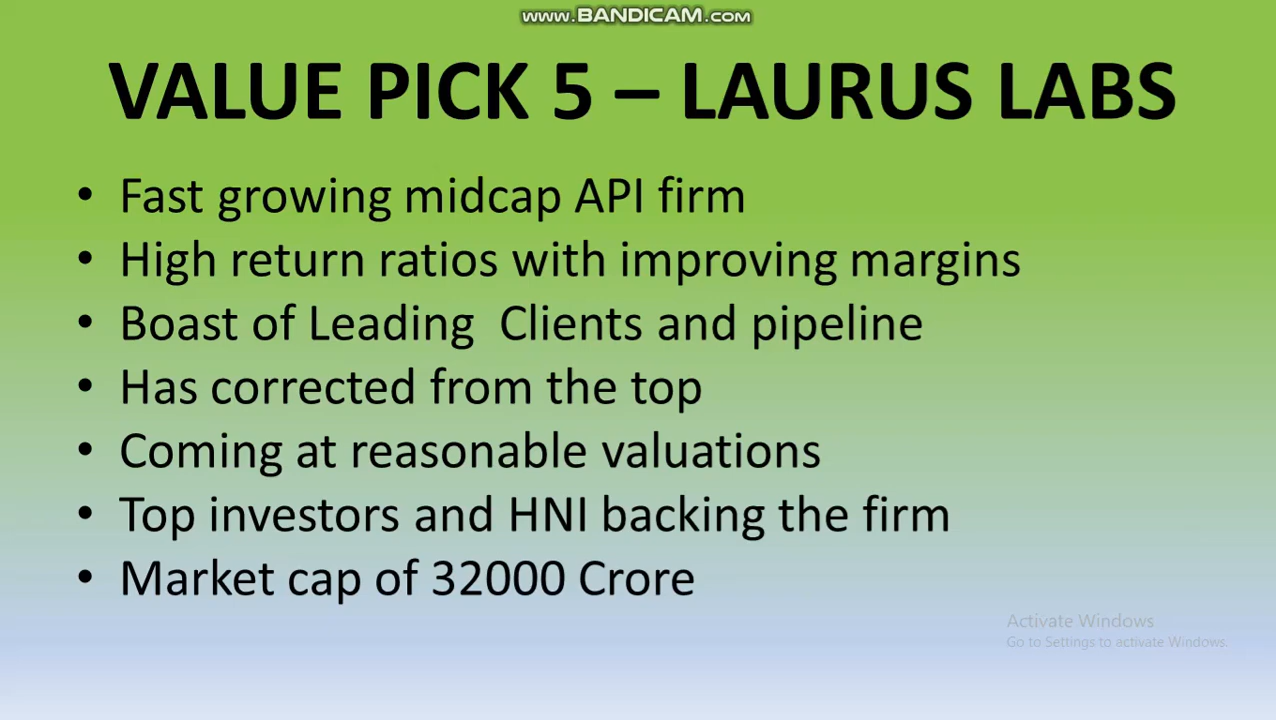 www.BANDICAM.com
VALUE PICK 5 – LAURUS LABS
• Fast growing midcap API firm
• High return ratios with improving margins
• Boast of Leading  Clients and pipeline
• Has corrected from the top
• Coming at reasonable valuations
• Top investors and HNI backing the firm
• Market cap of 32000 Crore
Activate Windows
Go to Settings to activate Windows.